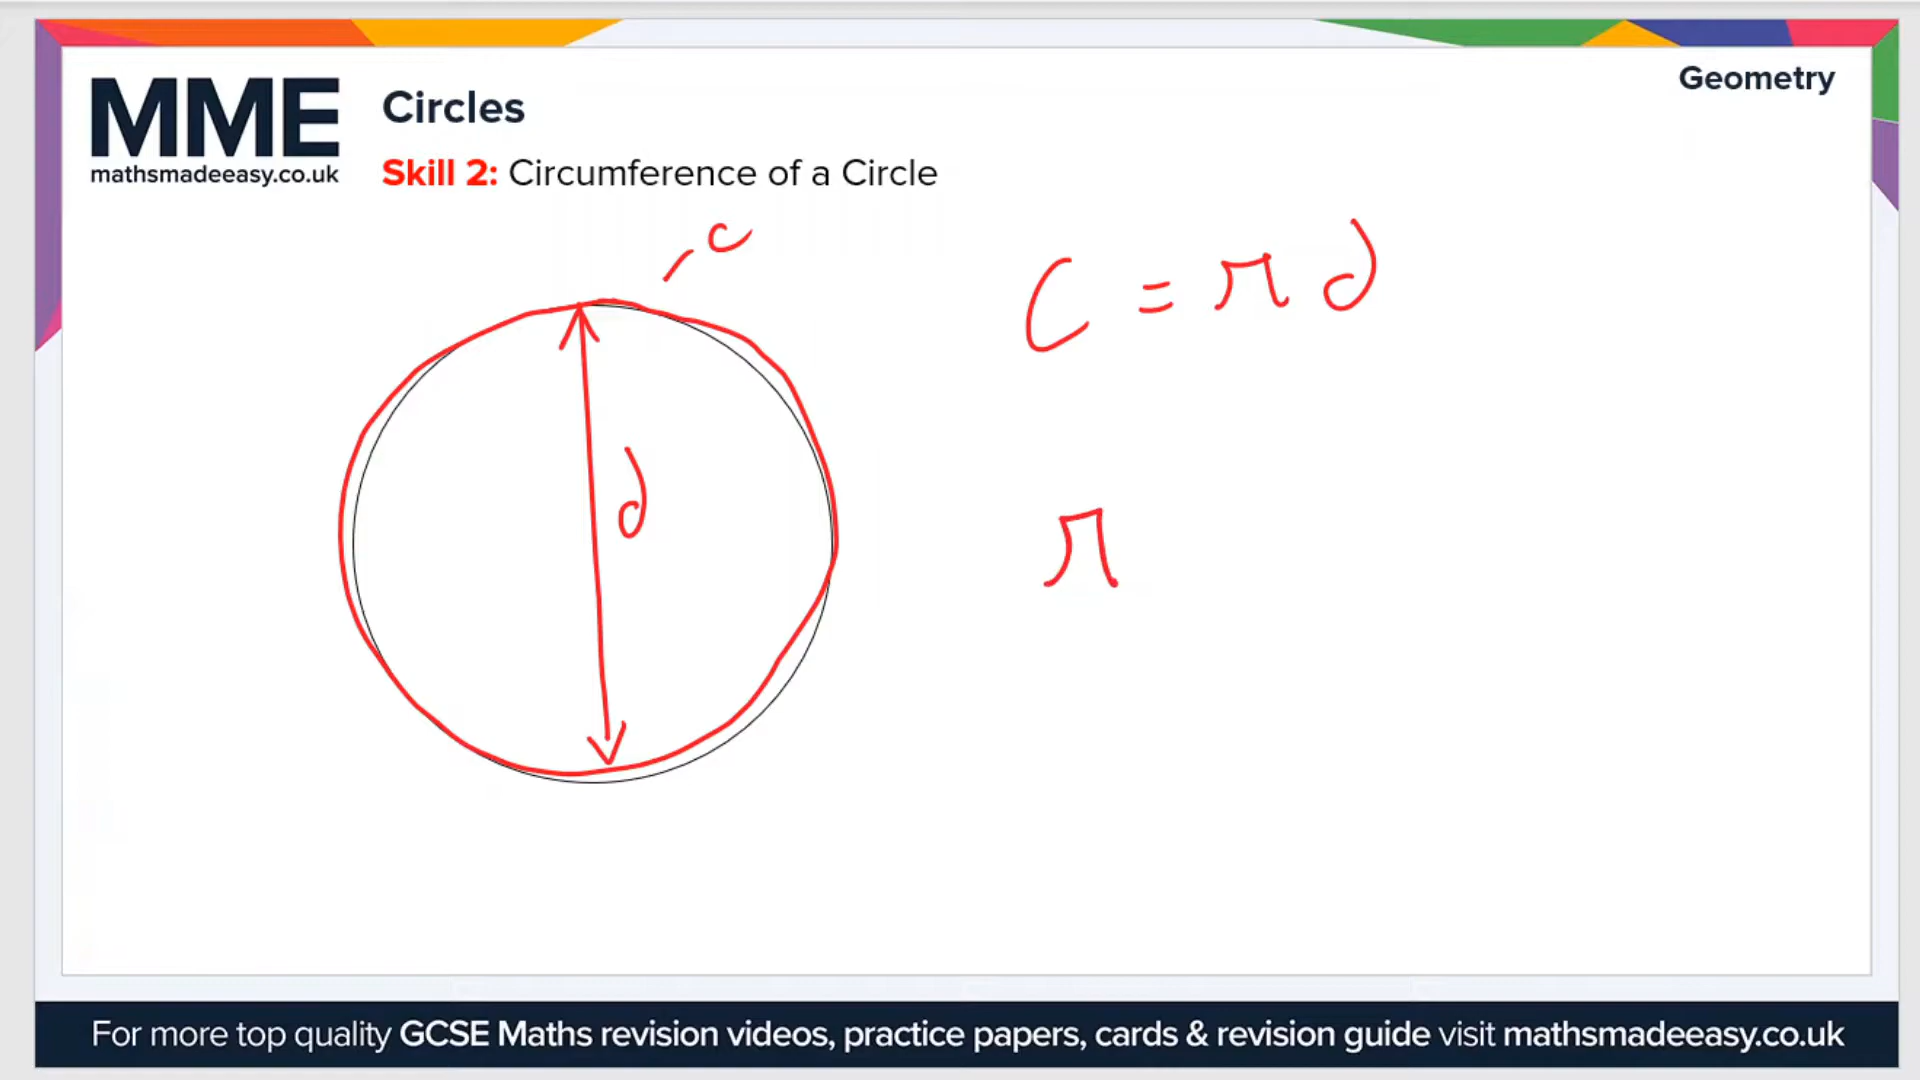 Geometry
MME
mathsmadeeasy.co.uk
Circles
Skill 2: Circumference of a Circle
c
C = π d
d
π
For more top quality GCSE Maths revision videos, practice papers, cards & revision guide visit mathsmadeeasy.co.uk